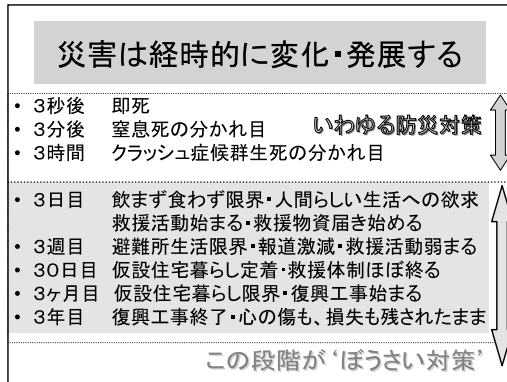 災害は経時的に変化・発展する
• 3秒後 即死
• 3分後 窒息死の分かれ目 いわゆる防災対策
• 3時間 クラッシュ症候群生死の分かれ目
• 3日目 飲まず食わず限界・人間らしい生活への欲求
救援活動始まる・救援物資届き始める
• 3週目 避難所生活限界・報道激減・救援活動弱まる
• 30日目 仮設住宅暮らし定着・救援体制ほぼ終る
• 3ヶ月目 仮設住宅暮らし限界・復興工事始まる
• 3年目 復興工事終了・心の傷も、損失も残されたまま
この段階が‘ぼうさい対策’